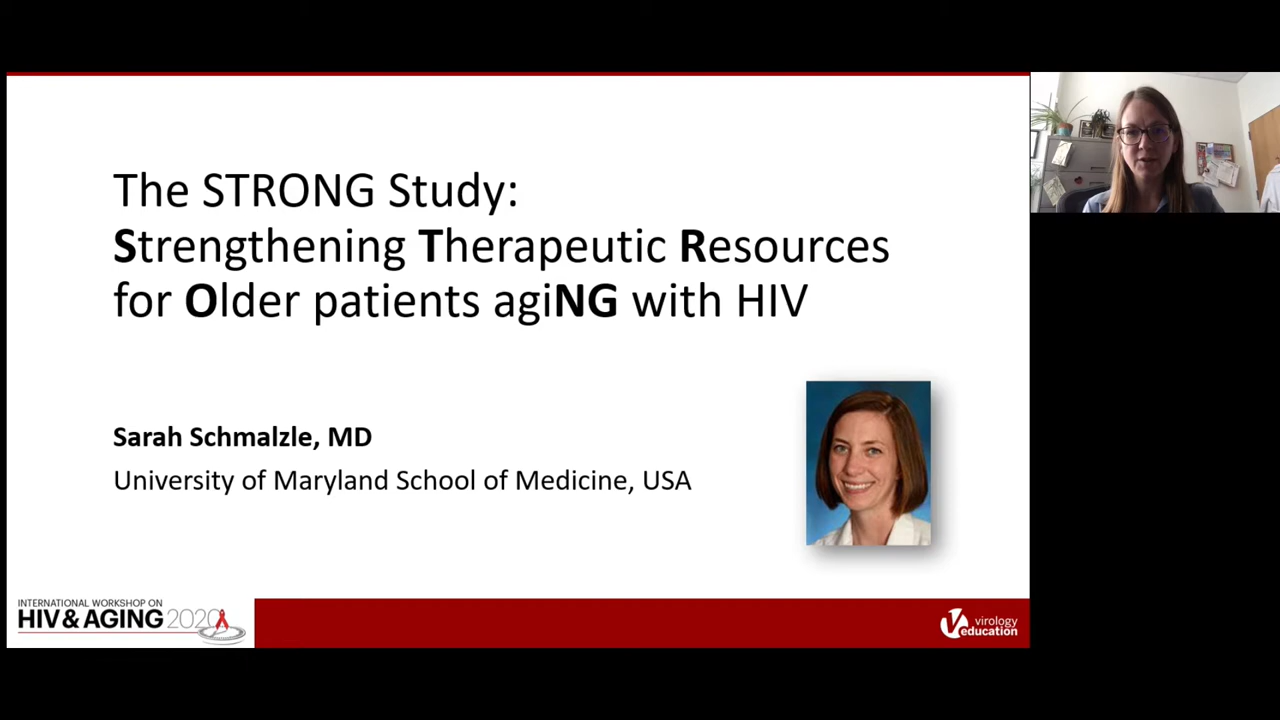 The STRONG Study:
Strengthening Therapeutic Resources
for Older patients agiNG with HIV
Sarah Schmalzle, MD
University of Maryland School of Medicine, USA
INTERNATIONAL WORKSHOP ON
HIV & AGING 2020
virology
education